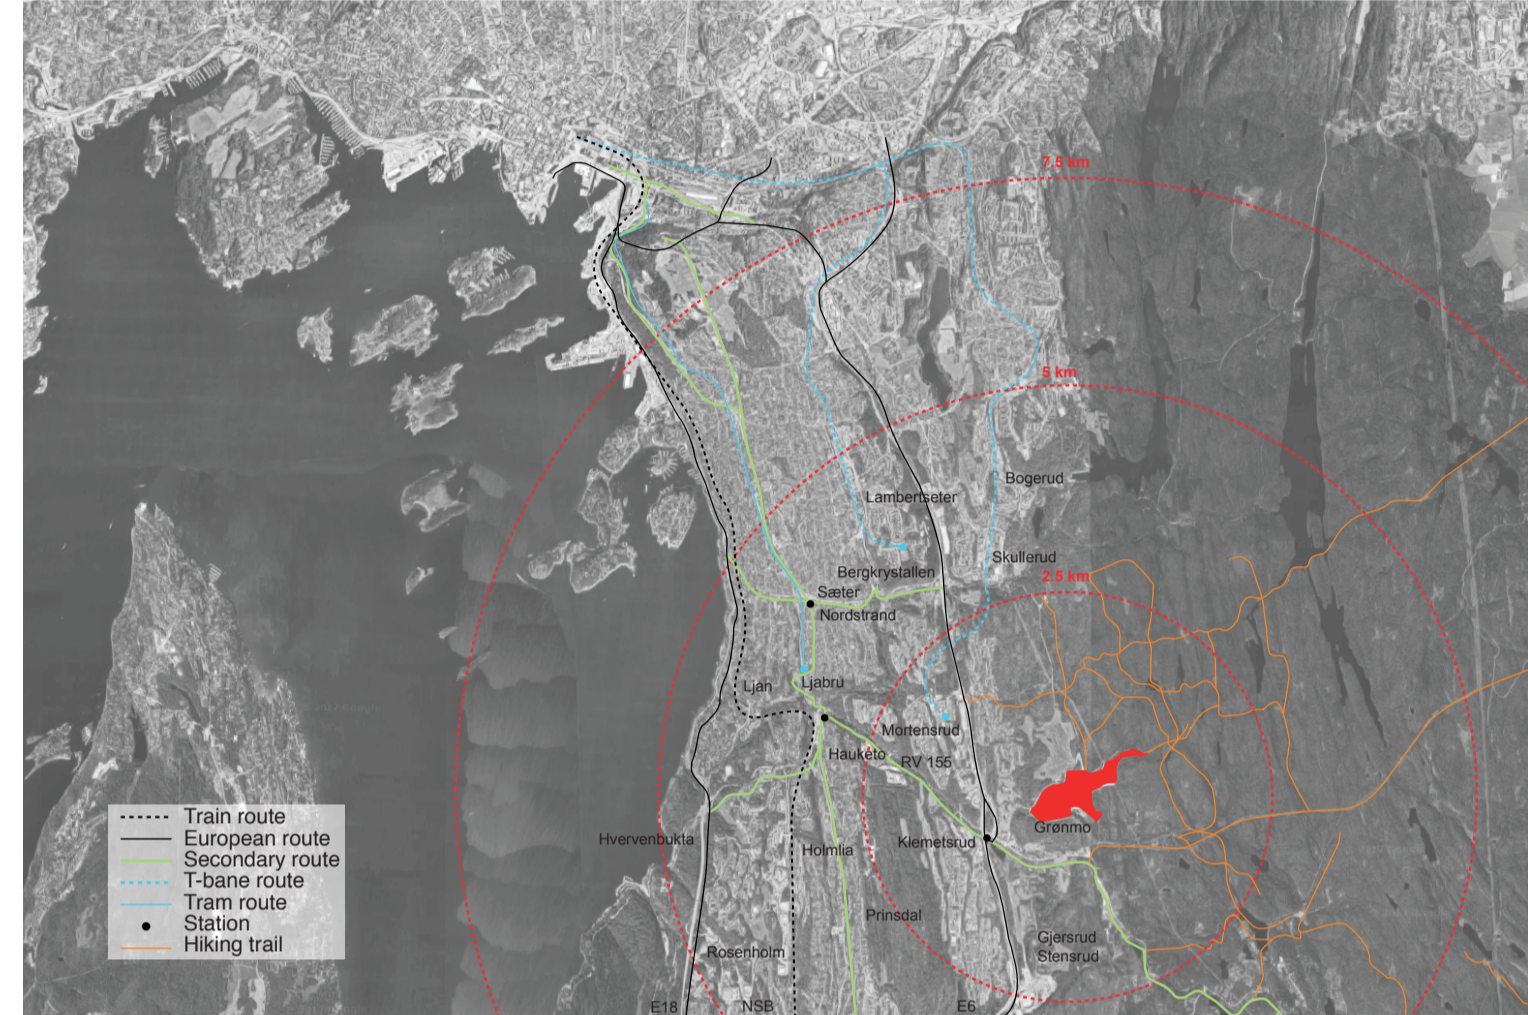 7.5 km
5 km
Bogerud
Lambertseter
Skullerud
Bergkrystallen
2.5 km
Sæter
Nordstrand
Ljan
Ljabru
Mortensrud
Hauketo
RV 155
Train route
European route
Secondary route
T-bane route
Tram route
Station
Hiking trail
Grønmo
Hvervenbukta
Klemetsrud
Holmlia
Prinsdal
Gjersrud
Stensrud
Rosenholm
E18
NSB
E6